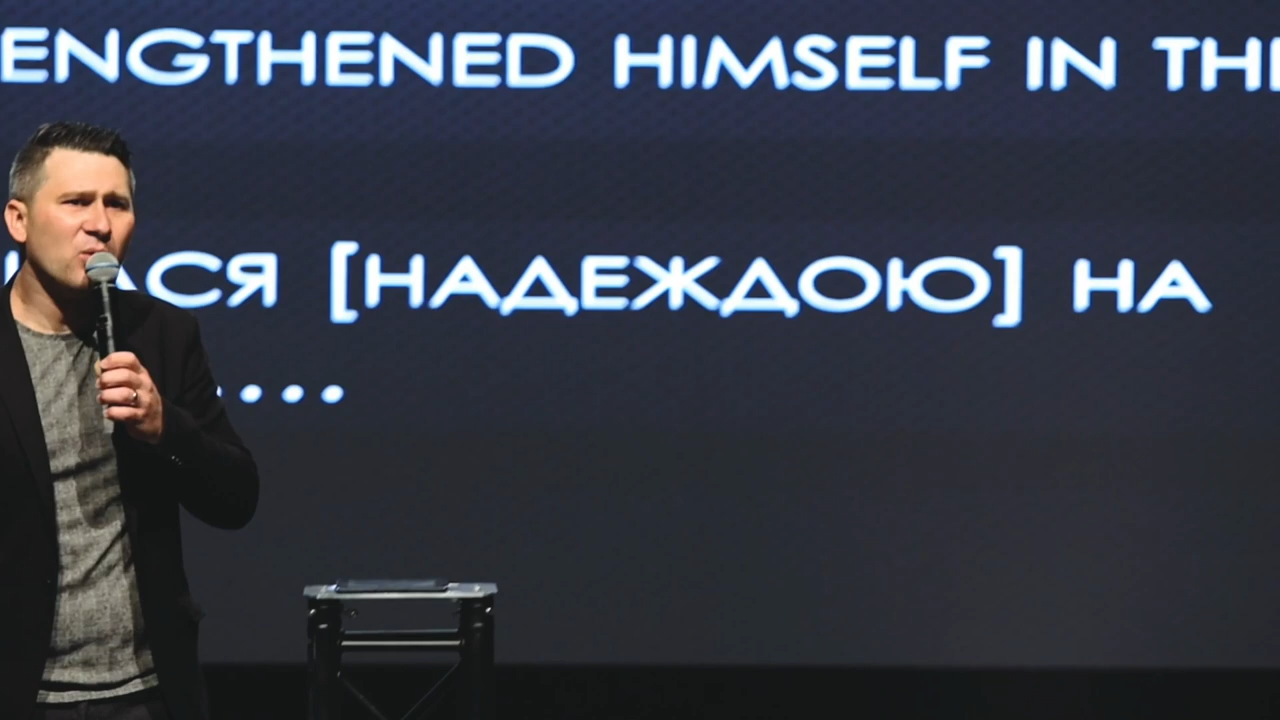 ENGTHENED HIMSELF IN THE
АСЯ [НАДЕЖДОЮ] НА
....